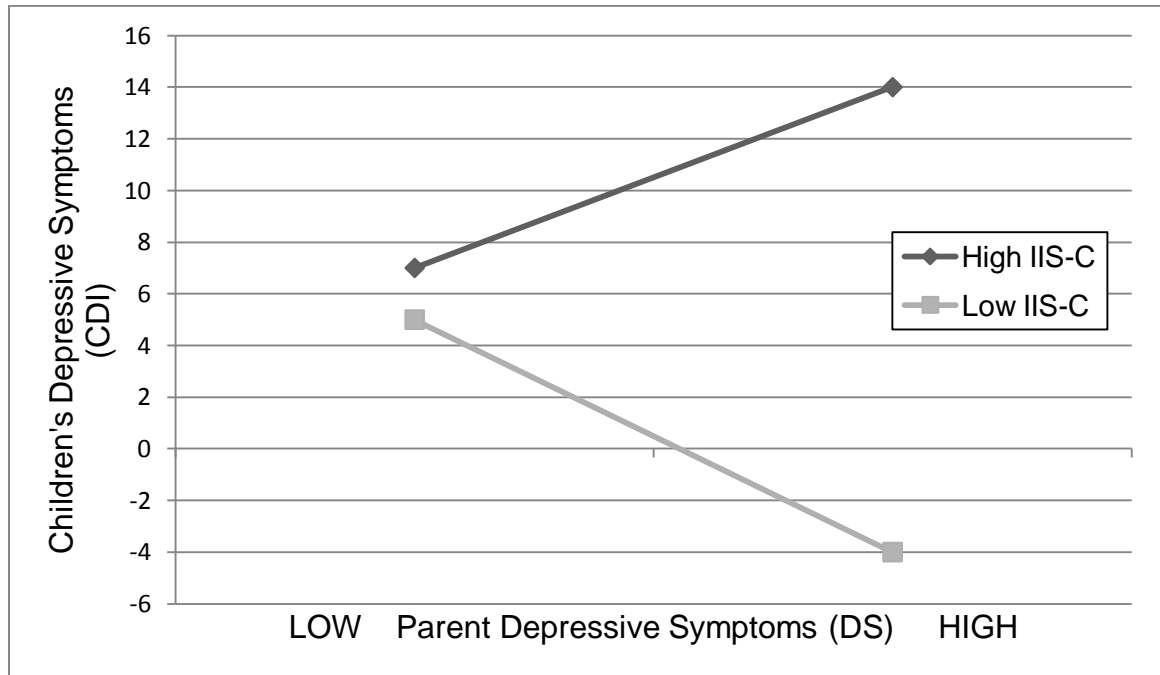 16
14
12
10
8
6
4
2
0
-2
-4
-6
Children's Depressive Symptoms
(CDI)
High IIS-C
Low IIS-C
LOW Parent Depressive Symptoms (DS) HIGH